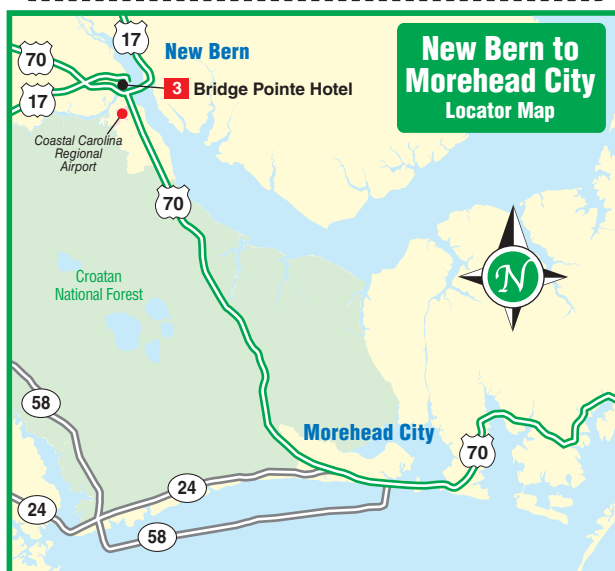 New Bern to
Morehead City
Locator Map
17
New Bern
70
3 Bridge Pointe Hotel
17
Coastal Carolina
Regional
Airport
70
N
Croatan
National Forest
58
Morehead City
70
24
24
58